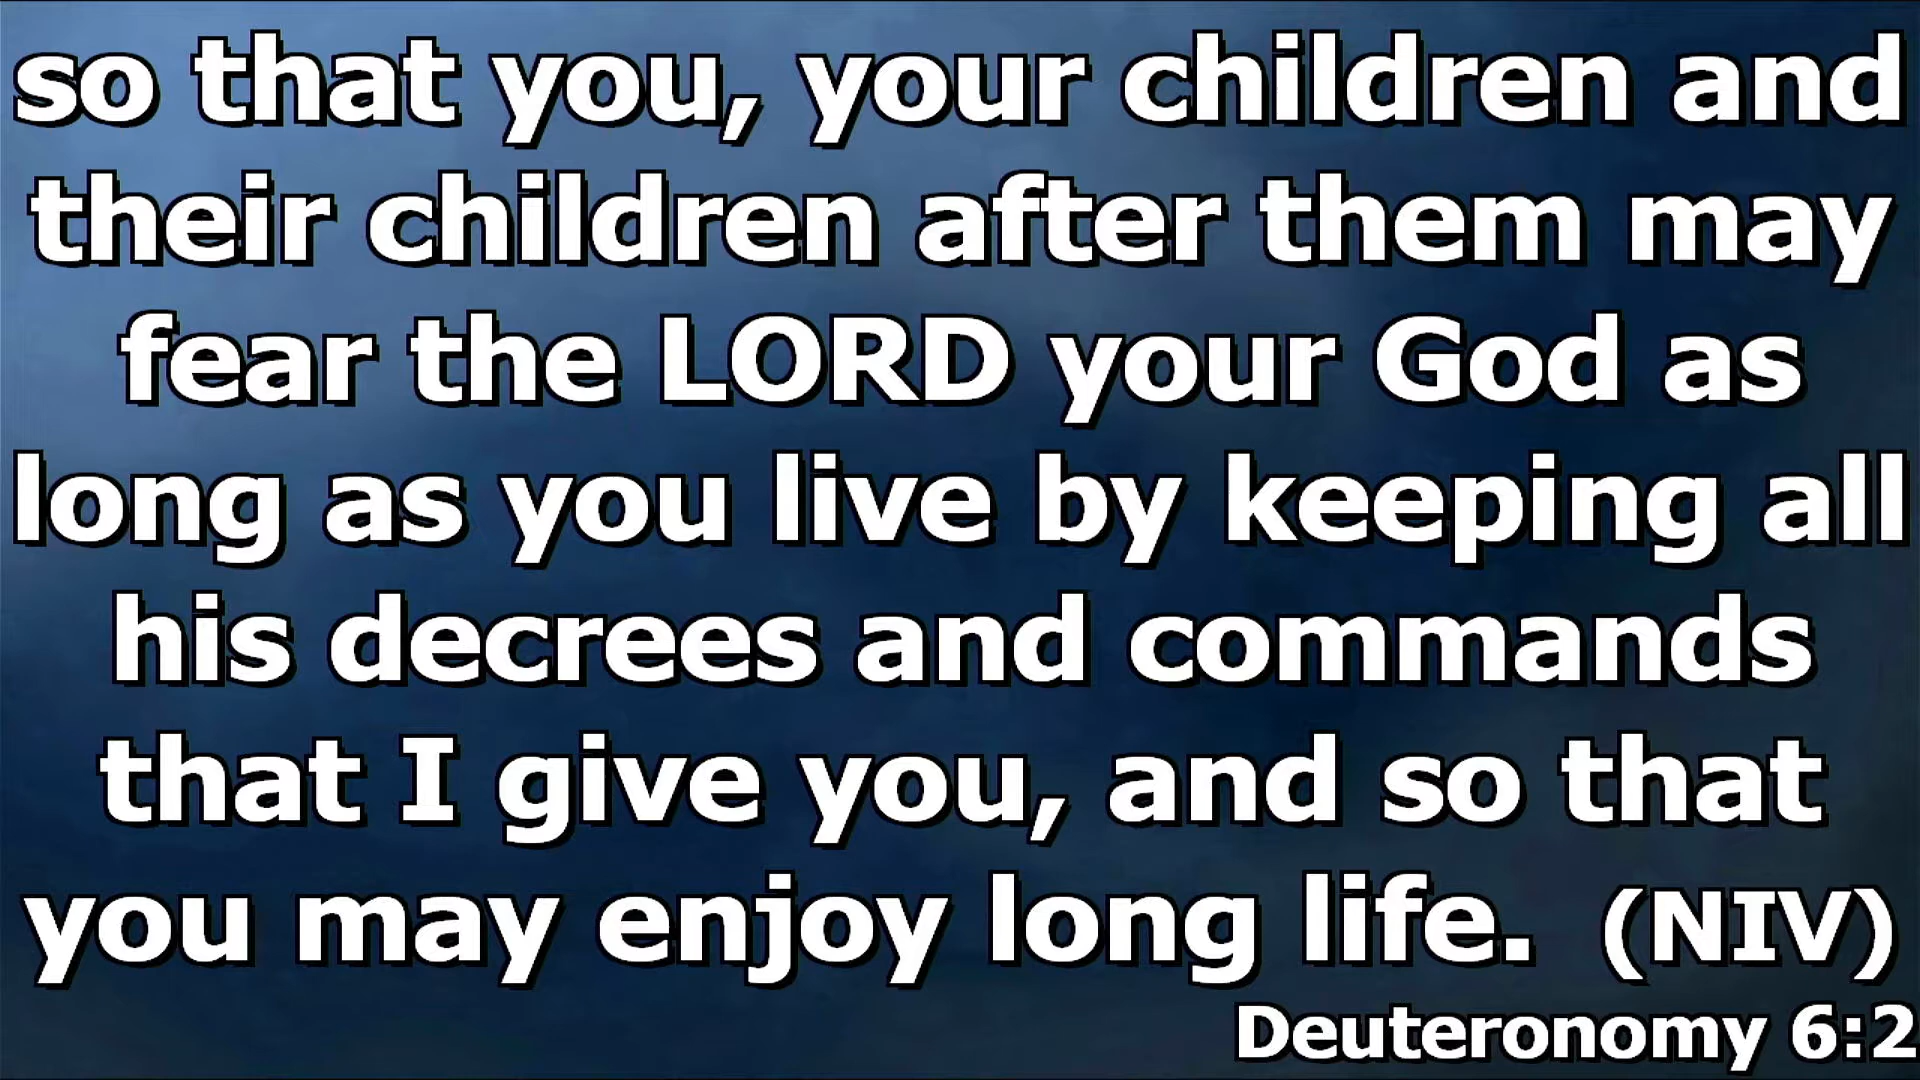 so that you, your children and
their children after them may
fear the LORD your God as
long as you live by keeping all
his decrees and commands
that I give you, and so that
you may enjoy long life. (NIV)
Deuteronomy 6:2